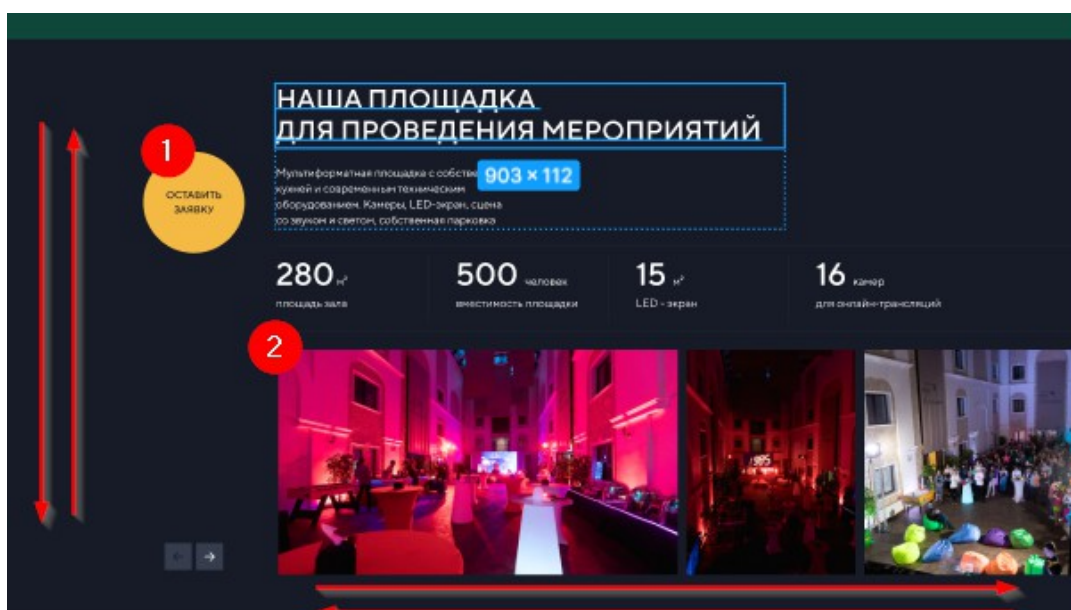 НАША ПЛОЩАДКА
ДЛЯ ПРОВЕДЕНИЯ МЕРОПРИЯТИЙ
1
ОСТАВИТЬ
ЗАЯВКУ
Мультиформатная площадка с собстве
903 × 112
кухней и современным техническим
оборудованием. Камеры, LED-экран, сцена
со звуком и светом, собственная парковка
280 м²
площадь зала
500 человек
вместимость площадки
15 м²
LED - экран
16 камер
для онлайн-трансляций
2